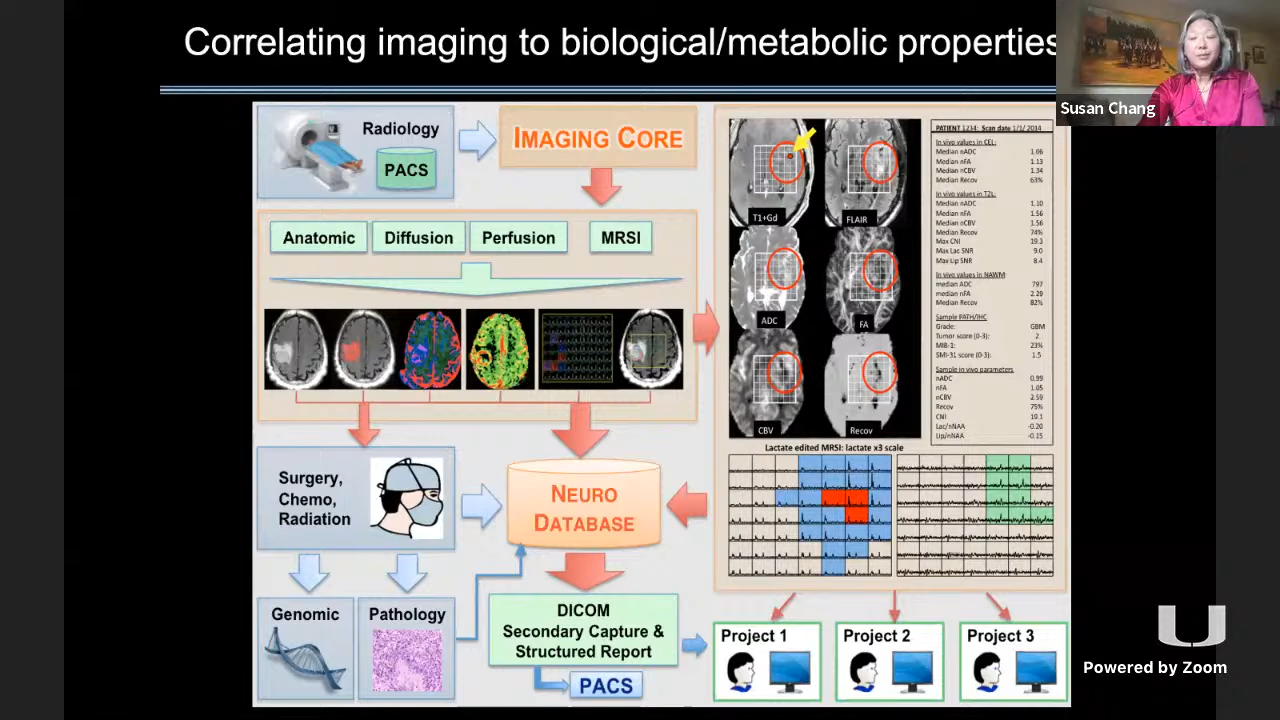 Correlating imaging to biological/metabolic properties
Susan Chang
Radiology
PACS
IMAGING CORE
Anatomic
Diffusion
Perfusion
MRSI
Surgery,
Chemo,
Radiation
NEURO
DATABASE
Genomic
Pathology
DICOM
Secondary Capture &
Structured Report
PACS
T1+Gd
FLAIR
ADC
FA
CBV
Recov
PATIENT 1234: Scan date 1/1/ 2014
In vivo values in CEL:
Median nADC 1.66
Median nFA 1.13
Median nCBV 1.34
Median Recov 63%
In vivo values in T2L:
Median nADC 1.10
Median nFA 1.56
Median nCBV 1.56
Median Recov 74%
Max CNI 19.3
Max Lac SNR 9.0
Max Lip SNR 8.4
In vivo values in NAWM
median ADC 797
median nFA 2.29
Median Recov 82%
Sample PATH/IHC
Grade: GBM
Tumor score (0-3): 2
MIB-1: 23%
SMI-31 score (0-3): 1.5
Sample in vivo parameters
nADC 0.99
nFA 1.05
nCBV 2.59
Recov 75%
CNI 19.1
Lac/nNAA -0.20
Lip/nNAA -0.15
Lactate edited MRSI: lactate x3 scale
Project 1
Project 2
Project 3
U
Powered by Zoom